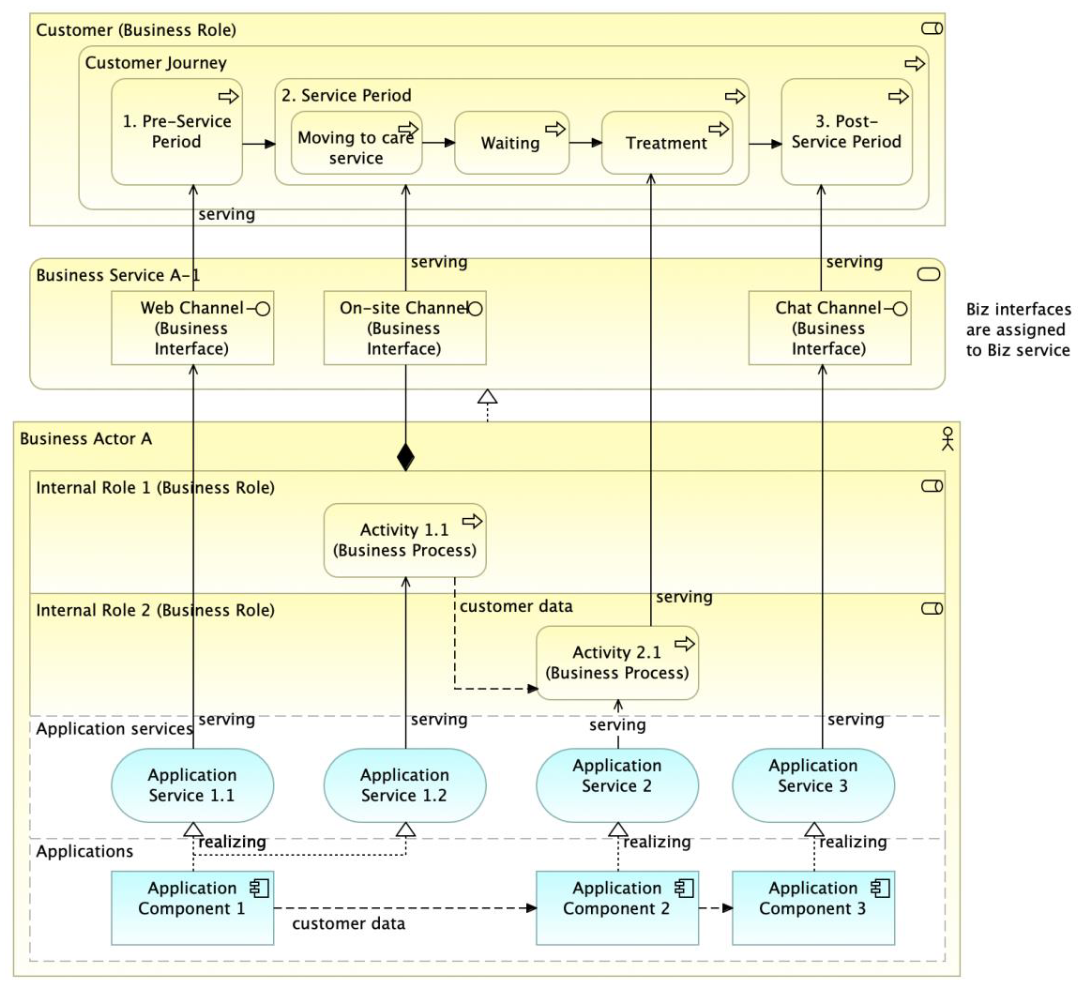 Customer (Business Role)
Customer Journey
1. Pre-Service
Period
2. Service Period
Moving to care
service
Waiting
Treatment
3. Post-
Service Period
serving
serving
serving
Business Service A-1
Web Channel
(Business
Interface)
On-site Channel
(Business
Interface)
Chat Channel
(Business
Interface)
Biz interfaces
are assigned
to Biz service
Business Actor A
Internal Role 1 (Business Role)
Activity 1.1
(Business Process)
customer data
serving
Internal Role 2 (Business Role)
Activity 2.1
(Business Process)
serving
serving
serving
serving
Application services
Application
Service 1.1
Application
Service 1.2
Application
Service 2
Application
Service 3
realizing
realizing
realizing
Applications
Application
Component 1
customer data
Application
Component 2
Application
Component 3